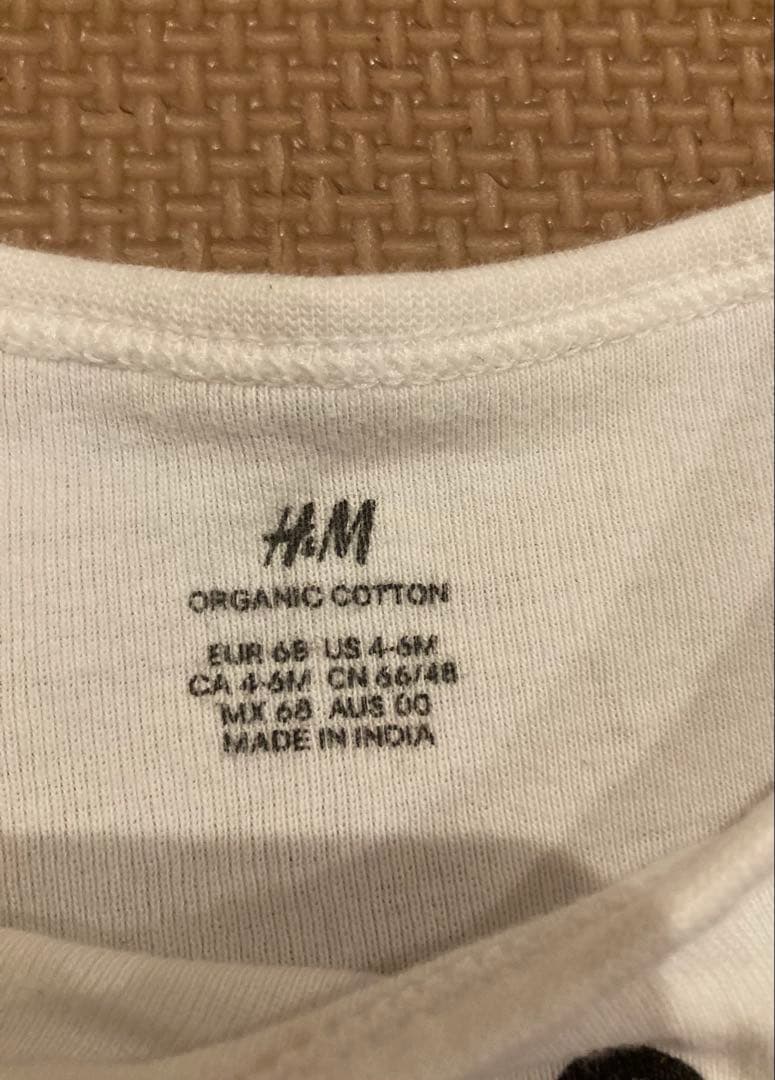 H&M
ORGANIC COTTON
EUR 68 US 4-6M
CA 4-6M CN 66/48
MX 68 AUS 00
MADE IN INDIA